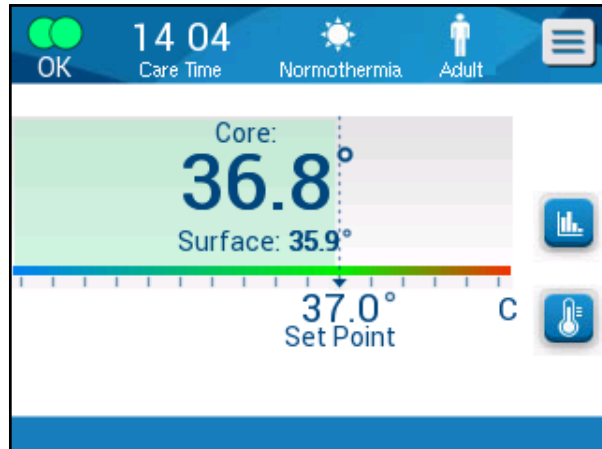 14 04
OK
Care Time
Normothermia
Adult
Core:
36.8°
Surface: 35.9°
37.0° C
Set Point